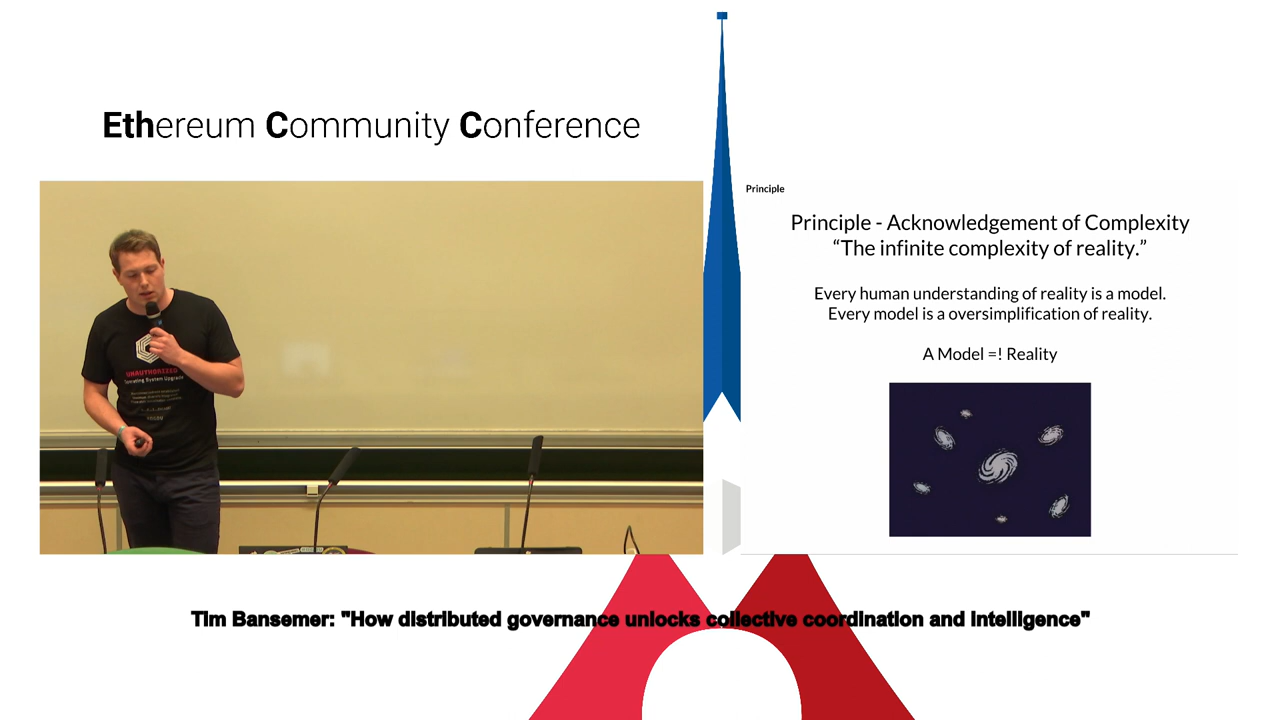 Ethereum Community Conference
UNAUTHORIZED
Operating System Upgrade
Principle
Principle - Acknowledgement of Complexity
“The infinite complexity of reality.”
Every human understanding of reality is a model.
Every model is a oversimplification of reality.
A Model =! Reality
Tim Bansemer: "How distributed governance unlocks collective coordination and intelligence"